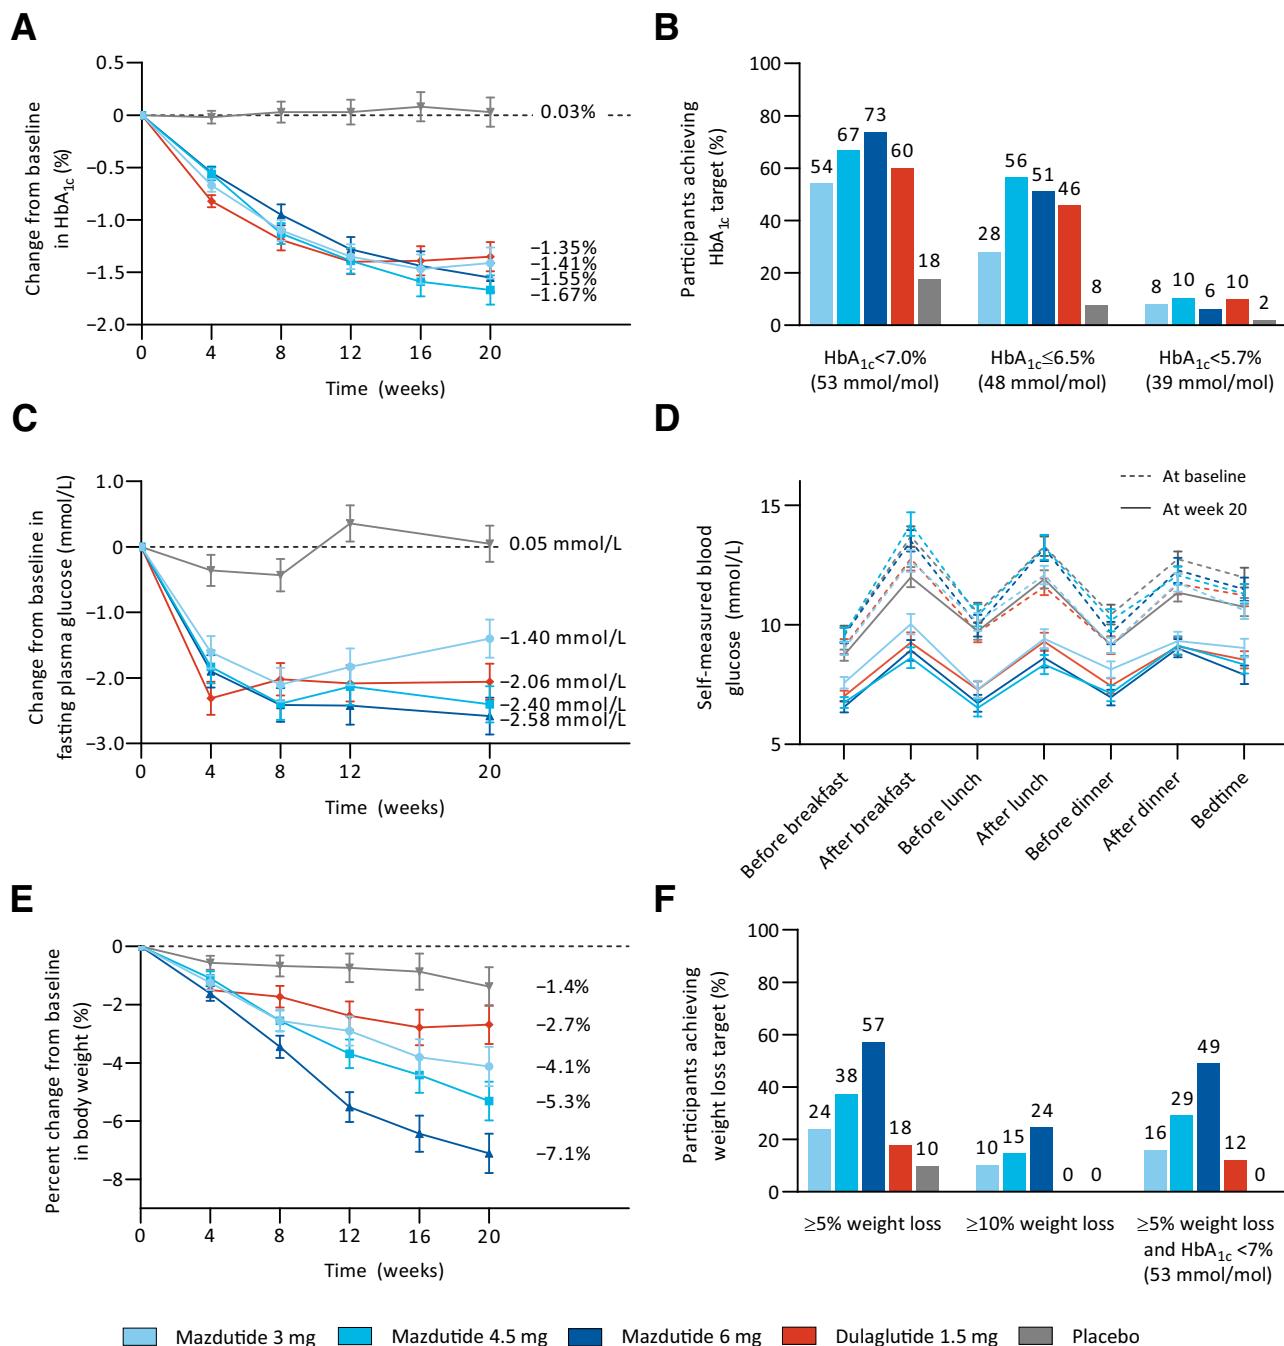 A
Change from baseline
in HbA1c (%)
0.5
0
−0.5
−1.0
−1.5
−2.0
0.03%
−1.35%
−1.41%
−1.55%
−1.67%
0 4 8 12 16 20
Time (weeks)
B
Participants achieving
HbA1c target (%)
100
80
60
40
20
0
54 67 73 60 18
28 56 51 46 8
8 10 6 10 2
HbA1c<7.0%
(53 mmol/mol)
HbA1c≤6.5%
(48 mmol/mol)
HbA1c<5.7%
(39 mmol/mol)
C
Change from baseline in
fasting plasma glucose (mmol/L)
1.0
0
−1.0
−2.0
−3.0
0.05 mmol/L
−1.40 mmol/L
−2.06 mmol/L
−2.40 mmol/L
−2.58 mmol/L
0 4 8 12 20
Time (weeks)
D
Self-measured blood
glucose (mmol/L)
15
10
5
At baseline
At week 20
Before breakfast
After breakfast
Before lunch
After lunch
Before dinner
After dinner
Bedtime
E
Percent change from baseline
in body weight (%)
0
−2
−4
−6
−8
−1.4%
−2.7%
−4.1%
−5.3%
−7.1%
0 4 8 12 16 20
Time (weeks)
F
Participants achieving
weight loss target (%)
100
80
60
40
20
0
24 38 57 18 10
10 15 24 0 0
16 29 49 12 0
≥5% weight loss
≥10% weight loss
≥5% weight loss
and HbA1c <7%
(53 mmol/mol)
Mazdutide 3 mg
Mazdutide 4.5 mg
Mazdutide 6 mg
Dulaglutide 1.5 mg
Placebo